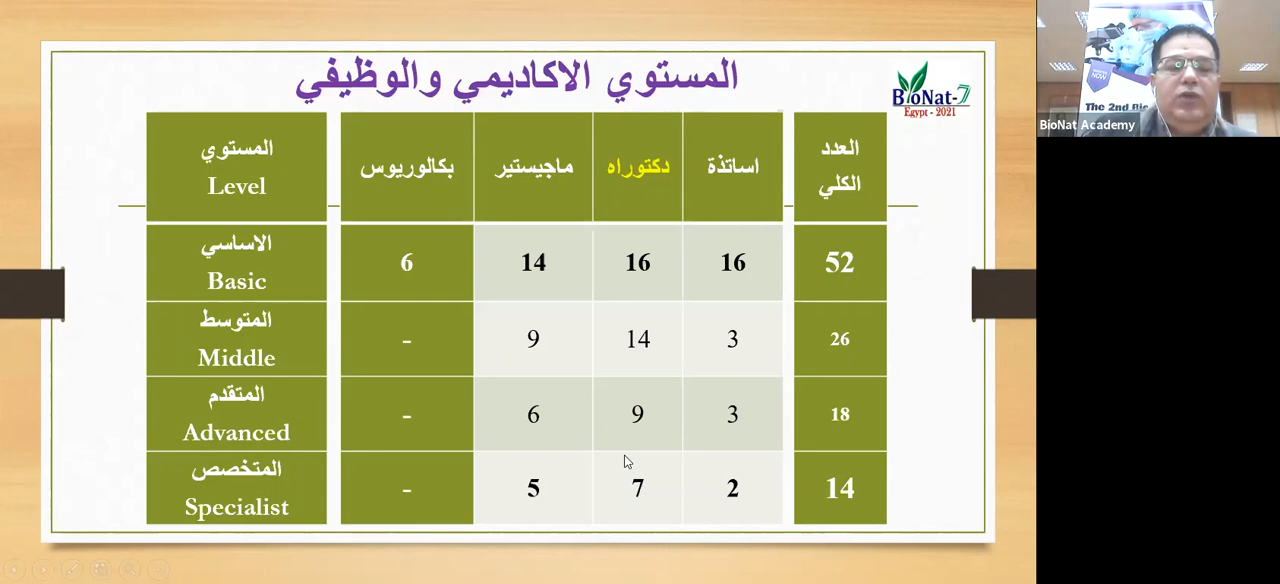 المستوي الاكاديمي والوظيفي
BioNat-7
Egypt - 2021
المستوي
Level
بكالوريوس
ماجيستير
دكتوراه
اساتذة
العدد
الكلي
الاساسي
Basic
6
14
16
16
52
المتوسط
Middle
-
9
14
3
26
المتقدم
Advanced
-
6
9
3
18
المتخصص
Specialist
-
5
7
2
14
NOW
The 2nd Bio
BioNat Academy